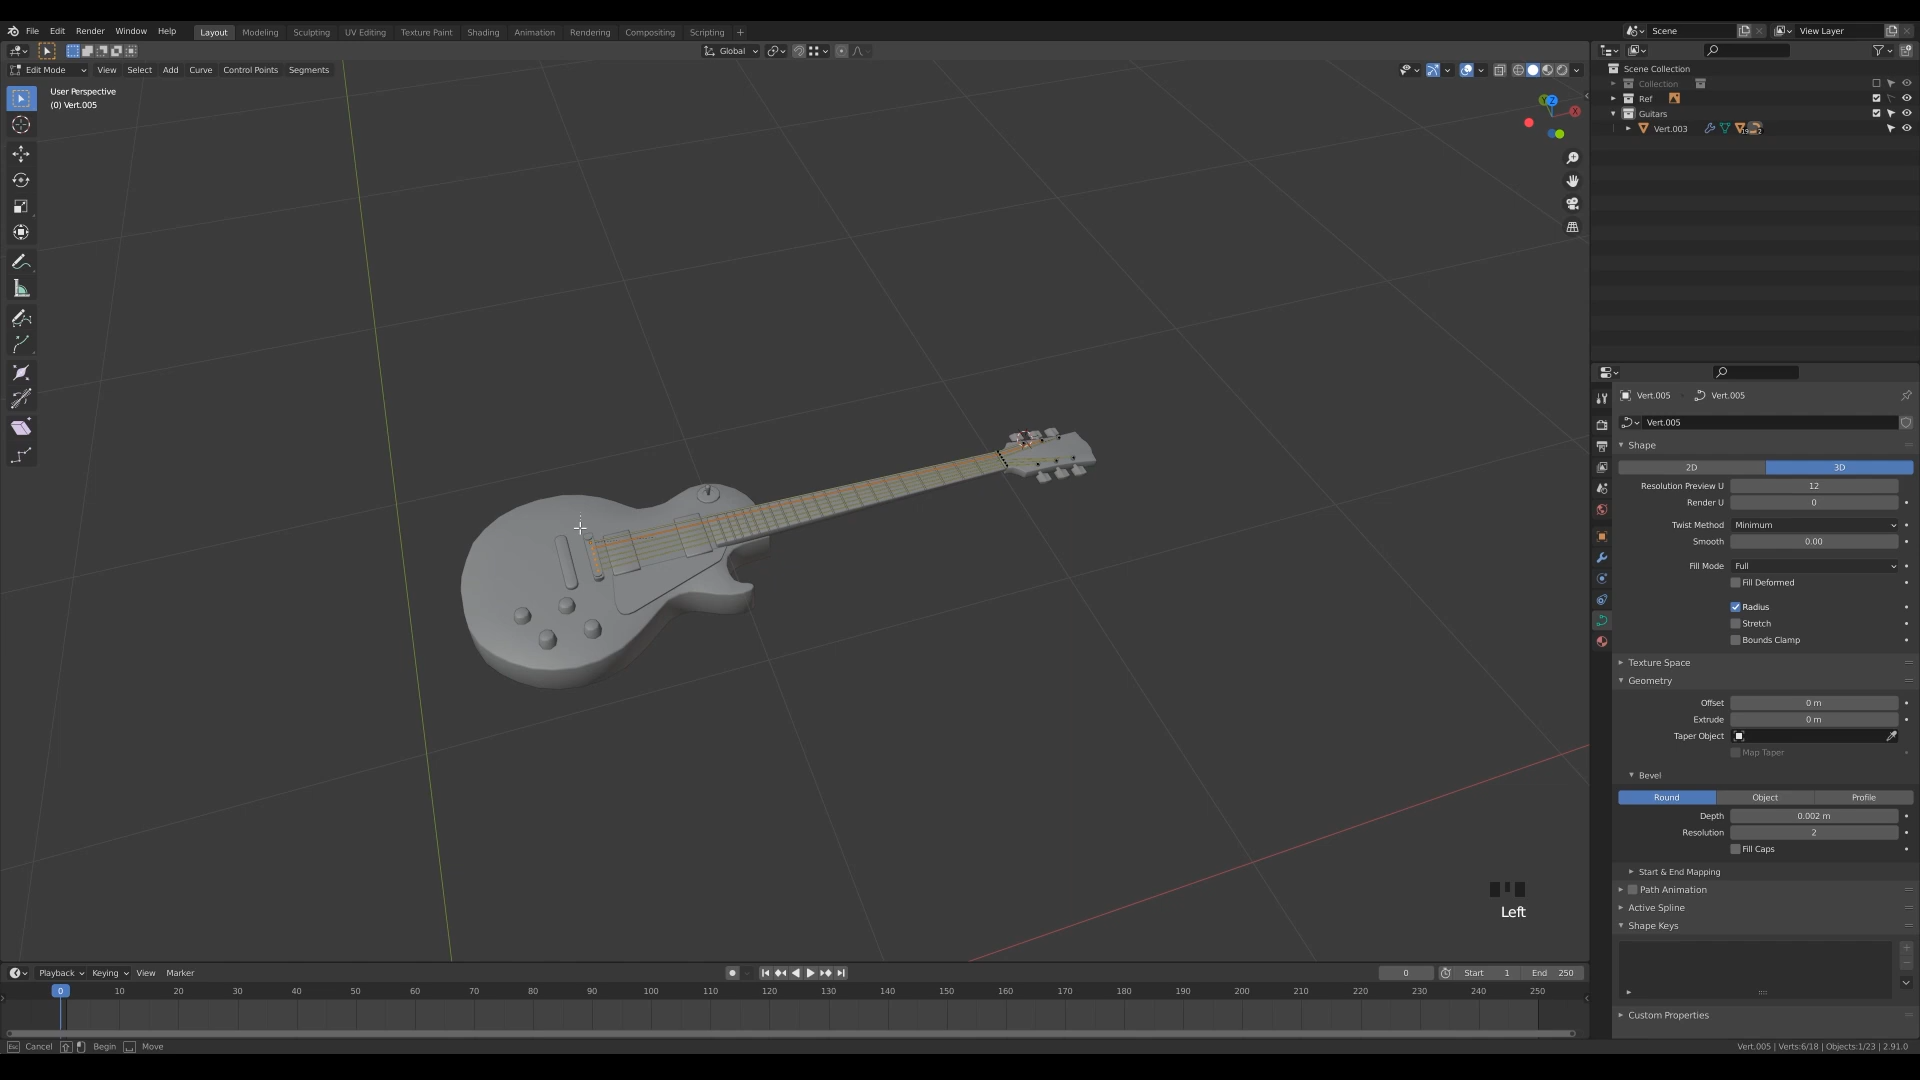 File Edit Render Window Help Layout Modeling Sculpting UV Editing Texture Paint Shading Animation Rendering Compositing Scripting + Scene View Layer
Global
Edit Mode View Select Add Curve Control Points Segments
User Perspective
(0) Vert.005
Scene Collection
Collection
Ref
Guitars
Vert.003
Vert.005 Vert.005
Vert.005
Shape
2D 3D
Resolution Preview U 12
Render U 0
Twist Method Minimum
Smooth 0.00
Fill Mode Full
Fill Deformed
Radius
Stretch
Bounds Clamp
Texture Space
Geometry
Offset 0 m
Extrude 0 m
Taper Object
Map Taper
Bevel
Round Object Profile
Depth 0.002 m
Resolution 2
Fill Caps
Start & End Mapping
Path Animation
Active Spline
Shape Keys
Custom Properties
Left
Playback Keying View Marker 0 Start 1 End 250
0 10 20 30 40 50 60 70 80 90 100 110 120 130 140 150 160 170 180 190 200 210 220 230 240 250
Esc Cancel Begin Move Vert.005 | Verts:6/18 | Objects:1/23 | 2.91.0